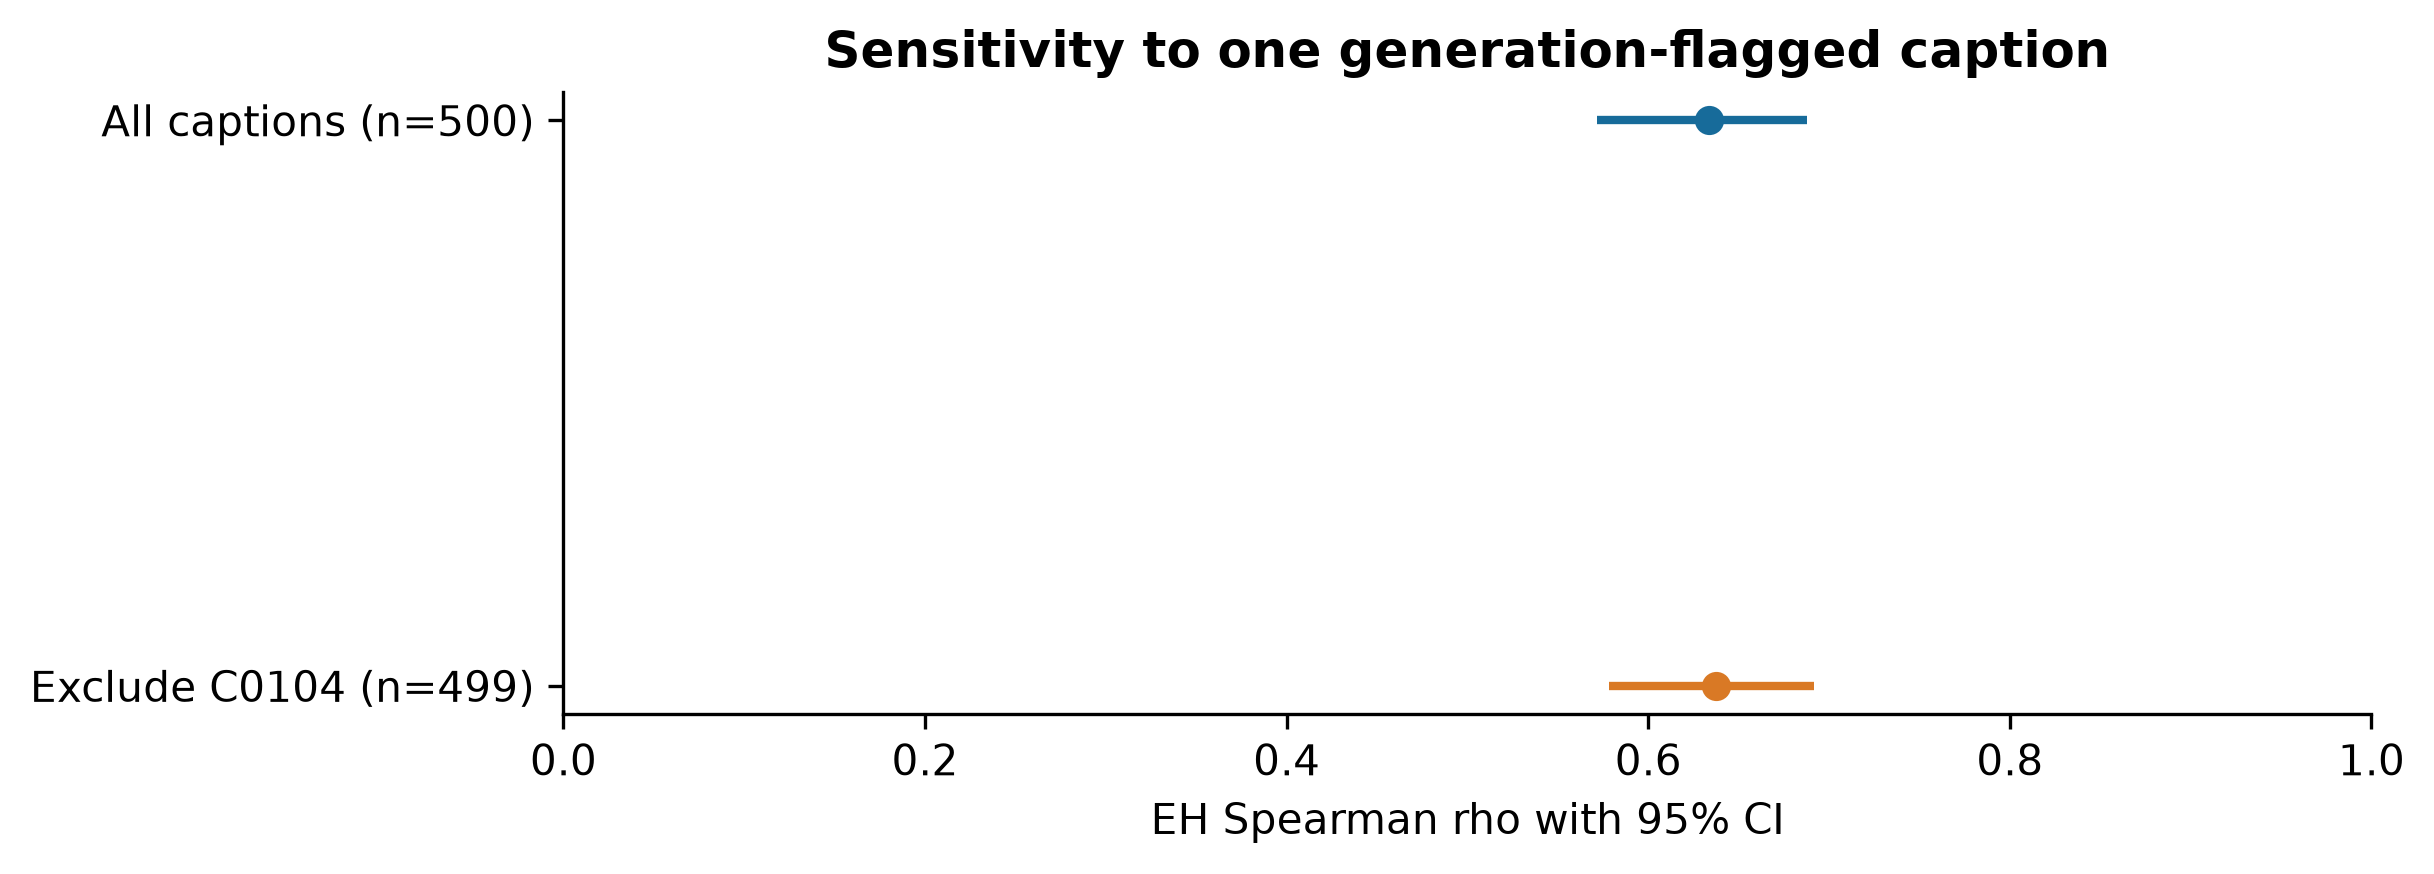 Sensitivity to one generation-flagged caption
All captions (n=500)
Exclude C0104 (n=499)
0.0 0.2 0.4 0.6 0.8 1.0
EH Spearman rho with 95% CI